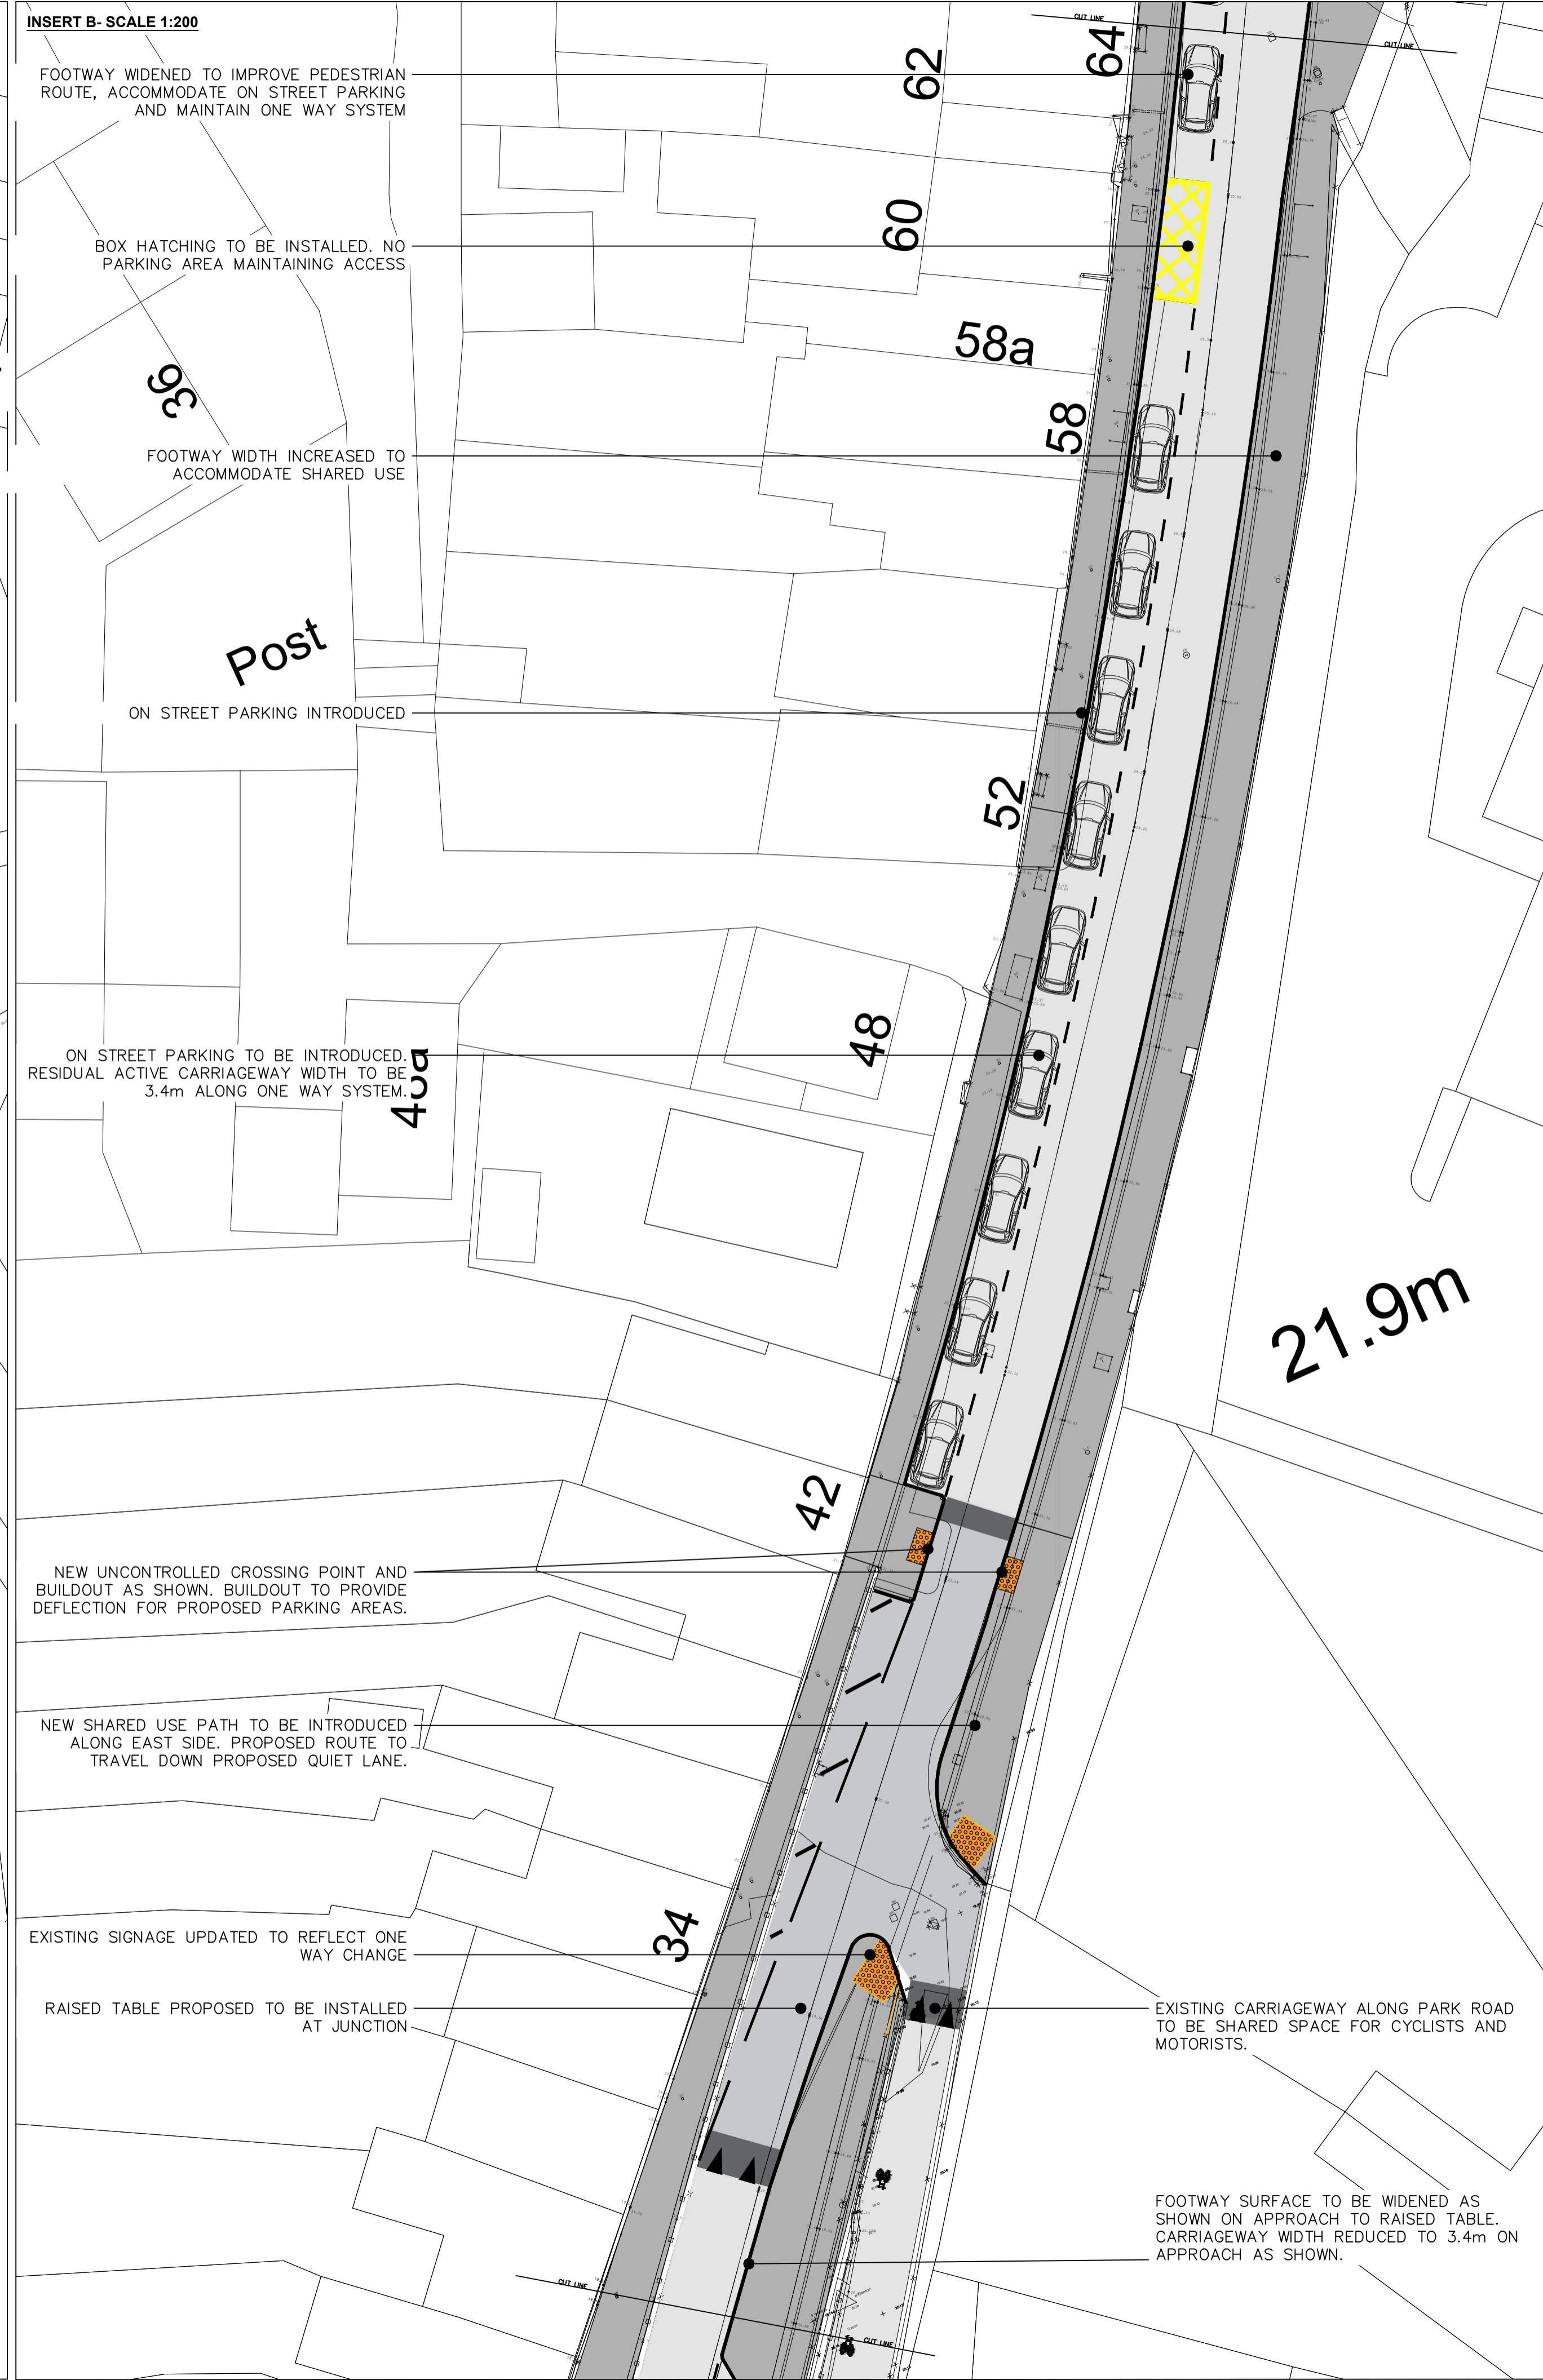 INSERT B- SCALE 1:200
CUT LINE
CUT LINE
FOOTWAY WIDENED TO IMPROVE PEDESTRIAN
ROUTE, ACCOMMODATE ON STREET PARKING
AND MAINTAIN ONE WAY SYSTEM
62
64
BOX HATCHING TO BE INSTALLED. NO
PARKING AREA MAINTAINING ACCESS
60
58a
36
58
FOOTWAY WIDTH INCREASED TO
ACCOMMODATE SHARED USE
Post
ON STREET PARKING INTRODUCED
52
48
ON STREET PARKING TO BE INTRODUCED.
RESIDUAL ACTIVE CARRIAGEWAY WIDTH TO BE
3.4m ALONG ONE WAY SYSTEM.
21.9m
42
NEW UNCONTROLLED CROSSING POINT AND
BUILDOUT AS SHOWN. BUILDOUT TO PROVIDE
DEFLECTION FOR PROPOSED PARKING AREAS.
NEW SHARED USE PATH TO BE INTRODUCED
ALONG EAST SIDE. PROPOSED ROUTE TO
TRAVEL DOWN PROPOSED QUIET LANE.
34
EXISTING SIGNAGE UPDATED TO REFLECT ONE
WAY CHANGE
RAISED TABLE PROPOSED TO BE INSTALLED
AT JUNCTION
EXISTING CARRIAGEWAY ALONG PARK ROAD
TO BE SHARED SPACE FOR CYCLISTS AND
MOTORISTS.
FOOTWAY SURFACE TO BE WIDENED AS
SHOWN ON APPROACH TO RAISED TABLE.
CARRIAGEWAY WIDTH REDUCED TO 3.4m ON
APPROACH AS SHOWN.
CUT LINE
CUT LINE